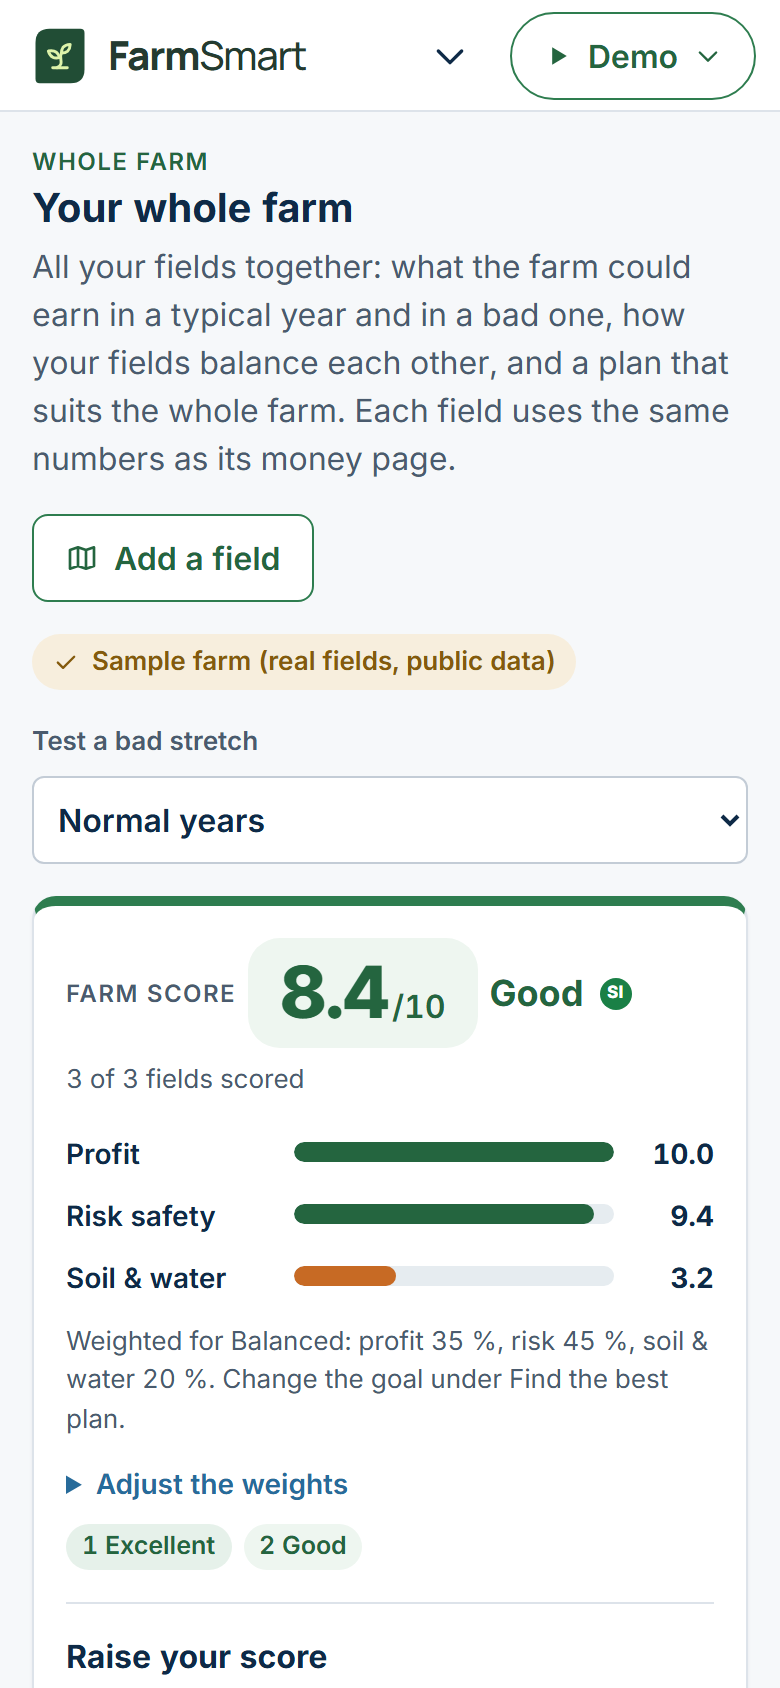 FarmSmart
Demo
WHOLE FARM
Your whole farm
All your fields together: what the farm could
earn in a typical year and in a bad one, how
your fields balance each other, and a plan that
suits the whole farm. Each field uses the same
numbers as its money page.
Add a field
Sample farm (real fields, public data)
Test a bad stretch
Normal years
FARM SCORE 8.4/10 Good SI
3 of 3 fields scored
Profit 10.0
Risk safety 9.4
Soil & water 3.2
Weighted for Balanced: profit 35 %, risk 45 %, soil &
water 20 %. Change the goal under Find the best
plan.
Adjust the weights
1 Excellent 2 Good
Raise your score